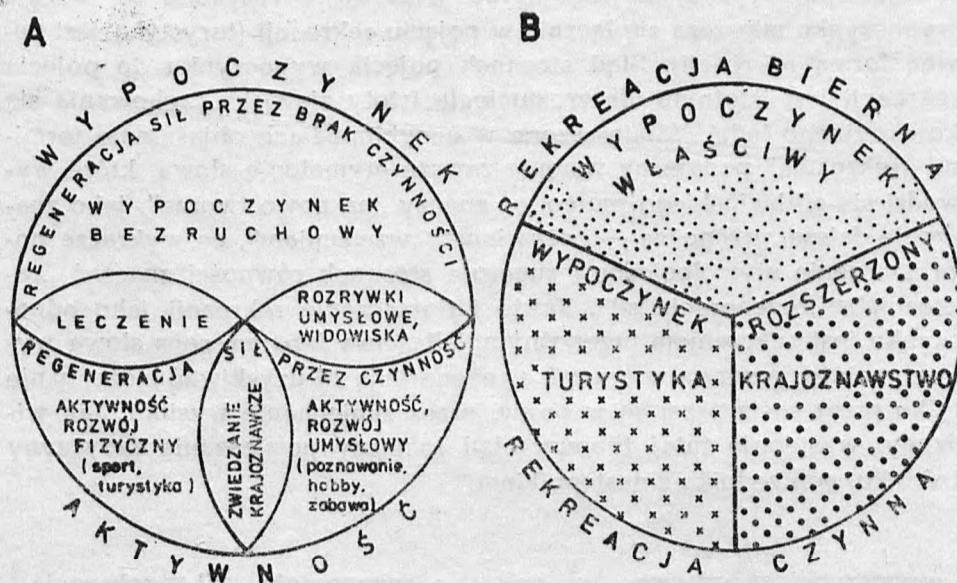 A
WYPOCZYNEK
REGENERACJA SIŁ PRZEZ BRAK CZYNNOŚCI
WYPOCZYNEK
BEZRUCHOWY
LECZENIE
ROZRYWKI
UMYSŁOWE,
WIDOWISKA
REGENERACJA SIŁ PRZEZ CZYNNOŚĆ
AKTYWNOŚĆ
ROZWÓJ
FIZYCZNY
(sport,
turystyka)
ZWIEDZANIE
KRAJOZNAWCZE
AKTYWNOŚĆ
ROZWÓJ
UMYSŁOWY
(poznawanie,
hobby,
zabawa)
AKTYWNOŚĆ
B
REKREACJA BIERNA
WYPOCZYNEK
WŁAŚCIWY
WYPOCZYNEK ROZSZERZONY
TURYSTYKA
KRAJOZNAWSTWO
REKREACJA CZYNNA